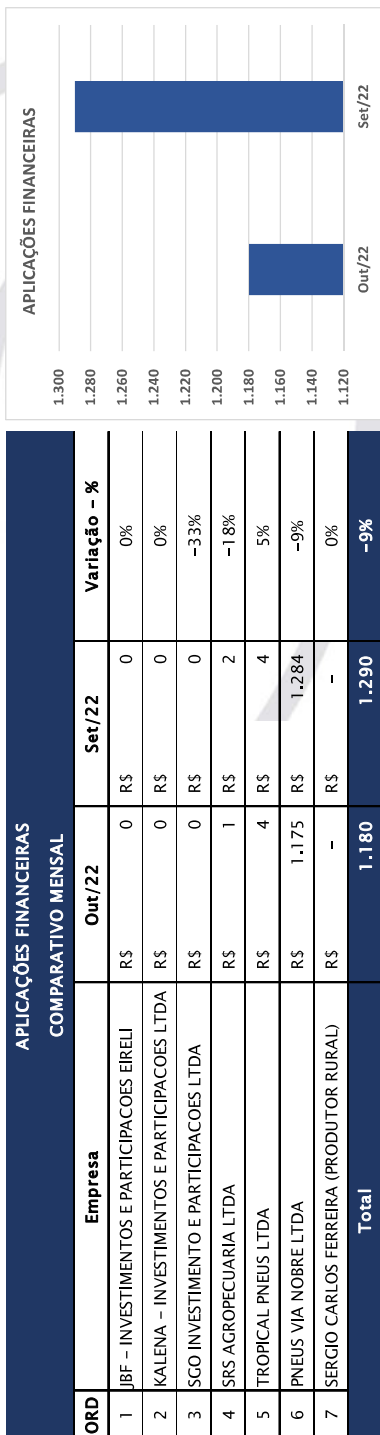 APLICAÇÕES FINANCEIRAS
COMPARATIVO MENSAL
ORD Empresa Out/22 Set/22 Variação – %
1 JBF – INVESTIMENTOS E PARTICIPACOES EIRELI R$ 0 R$ 0 0%
2 KALENA – INVESTIMENTOS E PARTICIPACOES LTDA R$ 0 R$ 0 0%
3 SGO INVESTIMENTO E PARTICIPACOES LTDA R$ 0 R$ 0 –33%
4 SRS AGROPECUARIA LTDA R$ 1 R$ 2 –18%
5 TROPICAL PNEUS LTDA R$ 4 R$ 4 5%
6 PNEUS VIA NOBRE LTDA R$ 1.175 R$ 1.284 –9%
7 SERGIO CARLOS FERREIRA (PRODUTOR RURAL) R$ – R$ – 0%
Total 1.180 1.290 –9%
APLICAÇÕES FINANCEIRAS
1.300
1.280
1.260
1.240
1.220
1.200
1.180
1.160
1.140
1.120
Out/22 Set/22